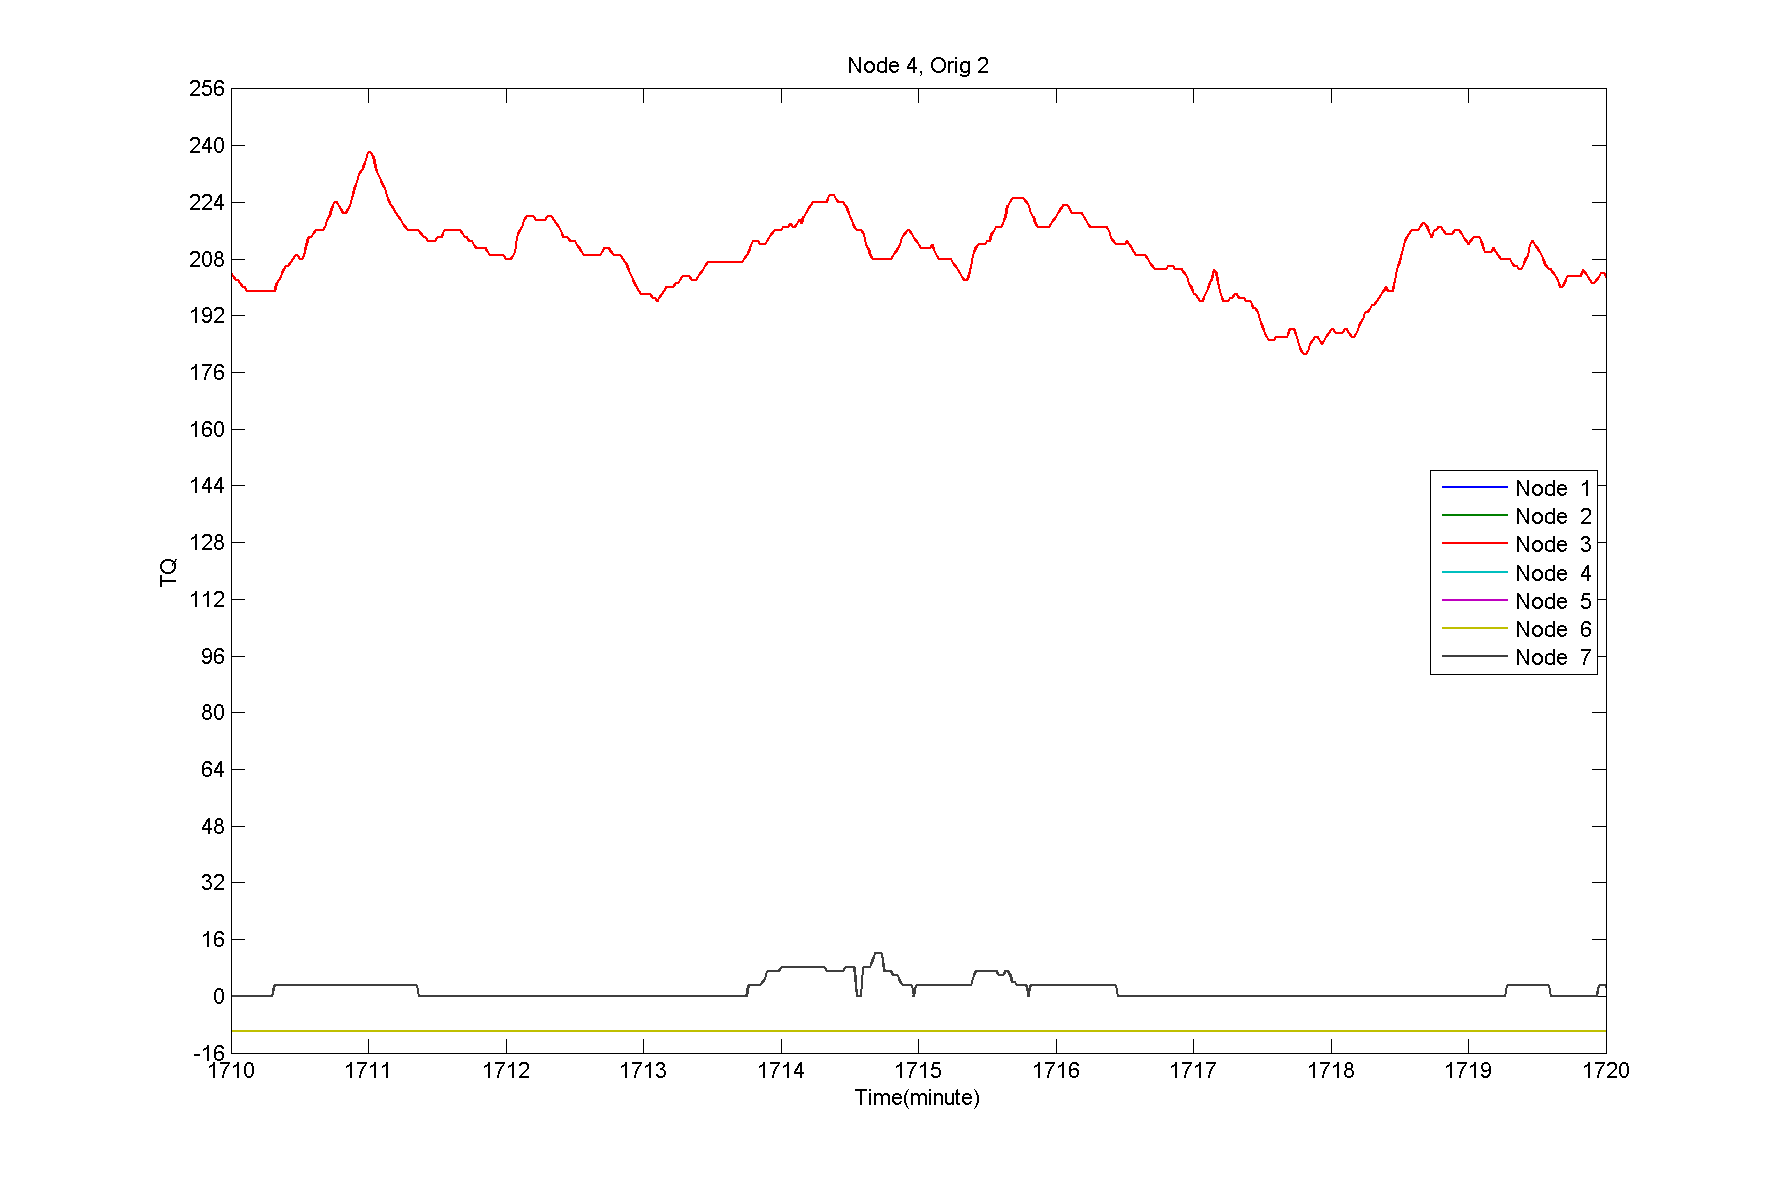 Node 4, Orig 2
256
240
224
208
192
176
160
144
128
112
96
80
64
48
32
16
0
-16
TQ
Node 1
Node 2
Node 3
Node 4
Node 5
Node 6
Node 7
1710 1711 1712 1713 1714 1715 1716 1717 1718 1719 1720
Time(minute)